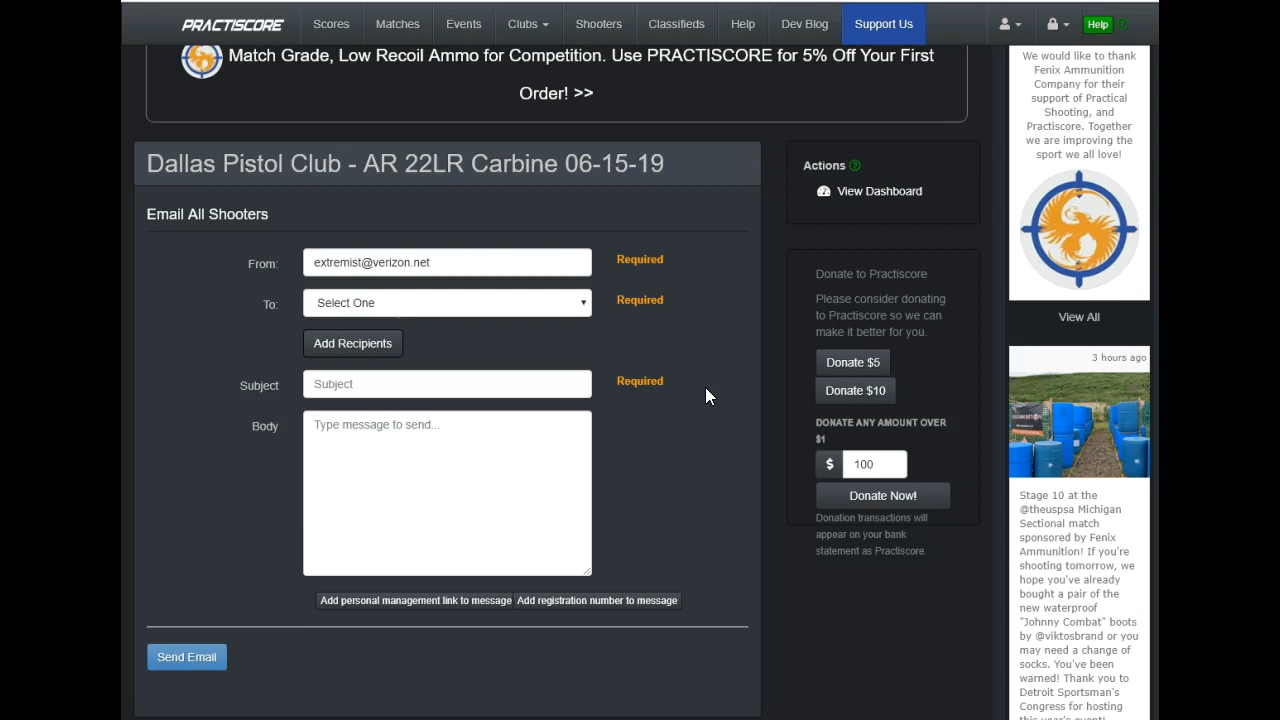 PRACTISCORE
Scores
Matches
Events
Clubs
Shooters
Classifieds
Help
Dev Blog
Support Us
Help
Match Grade, Low Recoil Ammo for Competition. Use PRACTISCORE for 5% Off Your First
Order! >>
Dallas Pistol Club - AR 22LR Carbine 06-15-19
Email All Shooters
From:
extremist@verizon.net
Required
To:
Select One
Required
Add Recipients
Subject
Subject
Required
Body
Type message to send...
Add personal management link to message
Add registration number to message
Send Email
Actions
View Dashboard
Donate to Practiscore
Please consider donating
to Practiscore so we can
make it better for you.
Donate $5
Donate $10
DONATE ANY AMOUNT OVER
$1
$
100
Donate Now!
Donation transactions will
appear on your bank
statement as Practiscore.
We would like to thank
Fenix Ammunition
Company for their
support of Practical
Shooting, and
Practiscore. Together
we are improving the
sport we all love!
View All
3 hours ago
Stage 10 at the
@theuspsa Michigan
Sectional match
sponsored by Fenix
Ammunition! If you're
shooting tomorrow, we
hope you've already
bought a pair of the
new waterproof
"Johnny Combat" boots
by @viktosbrand or you
may need a change of
socks. You've been
warned! Thank you to
Detroit Sportsman's
Congress for hosting
this year's event!